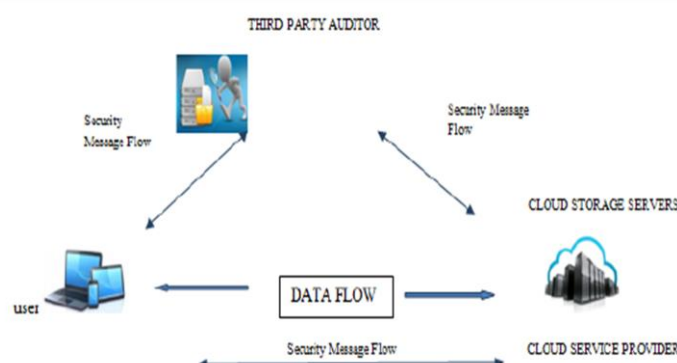 THIRD PARTY AUDITOR
Security
Message Flow
Security Message
Flow
CLOUD STORAGE SERVERS
user
DATA FLOW
Security Message Flow
CLOUD SERVICE PROVIDER